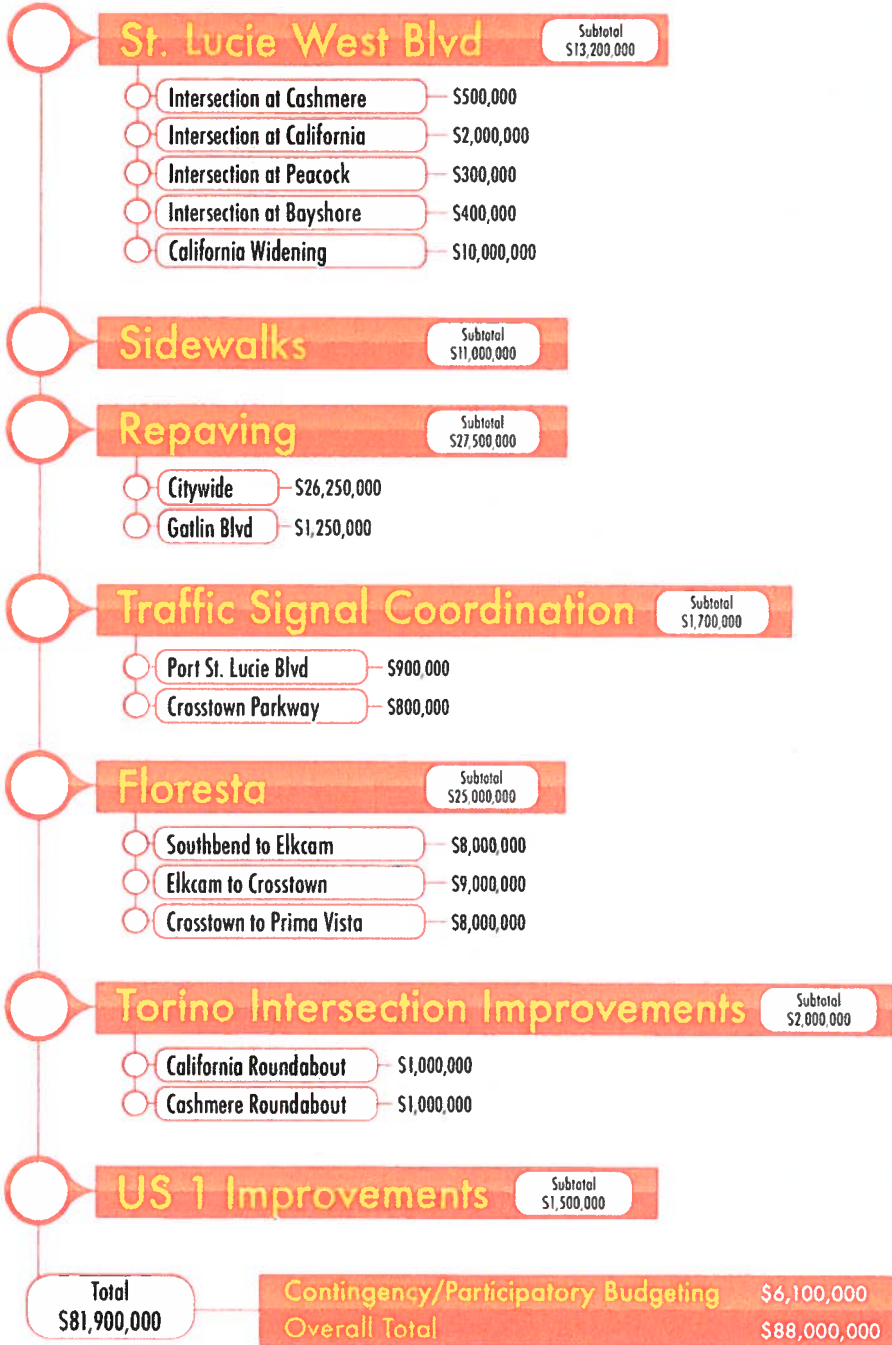 St. Lucie West Blvd
Subtotal
$13,200,000
Intersection at Cashmere $500,000
Intersection at California $2,000,000
Intersection at Peacock $300,000
Intersection at Bayshore $400,000
California Widening $10,000,000
Sidewalks
Subtotal
$11,000,000
Repaving
Subtotal
$27,500,000
Citywide $26,250,000
Gatlin Blvd $1,250,000
Traffic Signal Coordination
Subtotal
$1,700,000
Port St. Lucie Blvd $900,000
Crosstown Parkway $800,000
Floresta
Subtotal
$25,000,000
Southbend to Elkcam $8,000,000
Elkcam to Crosstown $9,000,000
Crosstown to Prima Vista $8,000,000
Torino Intersection Improvements
Subtotal
$2,000,000
California Roundabout $1,000,000
Cashmere Roundabout $1,000,000
US 1 Improvements
Subtotal
$1,500,000
Total
$81,900,000
Contingency/Participatory Budgeting $6,100,000
Overall Total $88,000,000